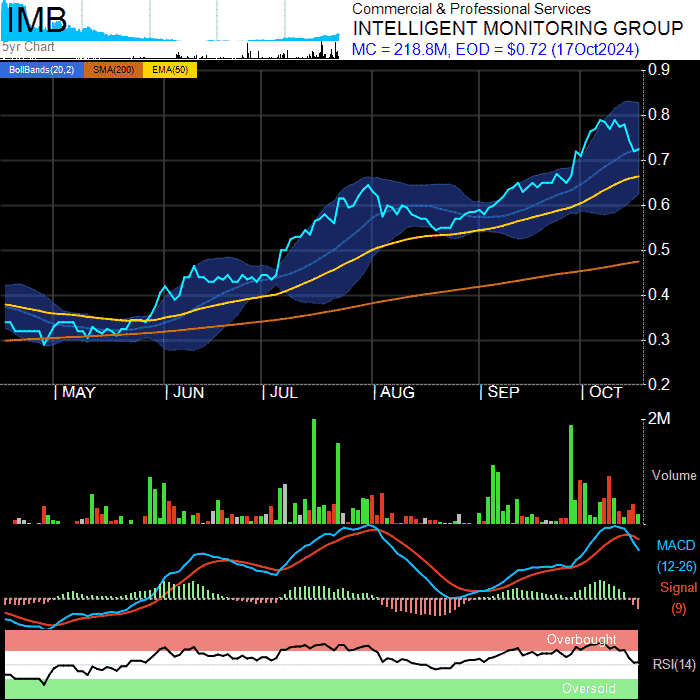 IMB
5yr Chart
Commercial & Professional Services
INTELLIGENT MONITORING GROUP
MC = 218.8M, EOD = $0.72 (17Oct2024)
BollBands(20,2) SMA(200) EMA(50)
0.9
0.8
0.7
0.6
0.5
0.4
0.3
0.2
MAY JUN JUL AUG SEP OCT
2M
Volume
MACD
(12-26)
Signal
(9)
Overbought
RSI(14)
Oversold